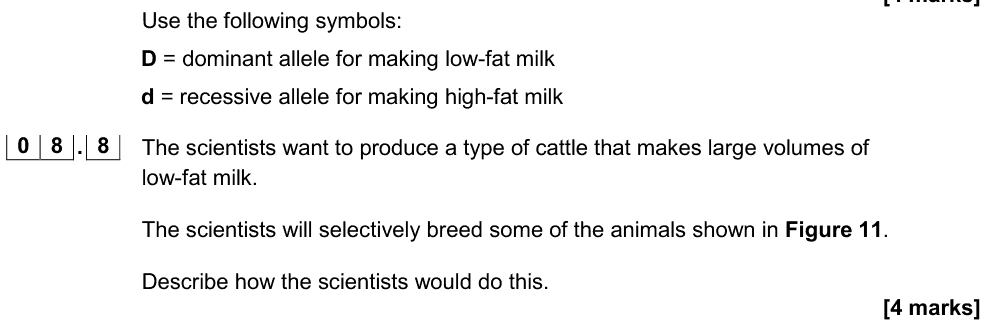 Use the following symbols:
D = dominant allele for making low-fat milk
d = recessive allele for making high-fat milk
0 8 . 8 The scientists want to produce a type of cattle that makes large volumes of
low-fat milk.
The scientists will selectively breed some of the animals shown in Figure 11.
Describe how the scientists would do this.
[4 marks]